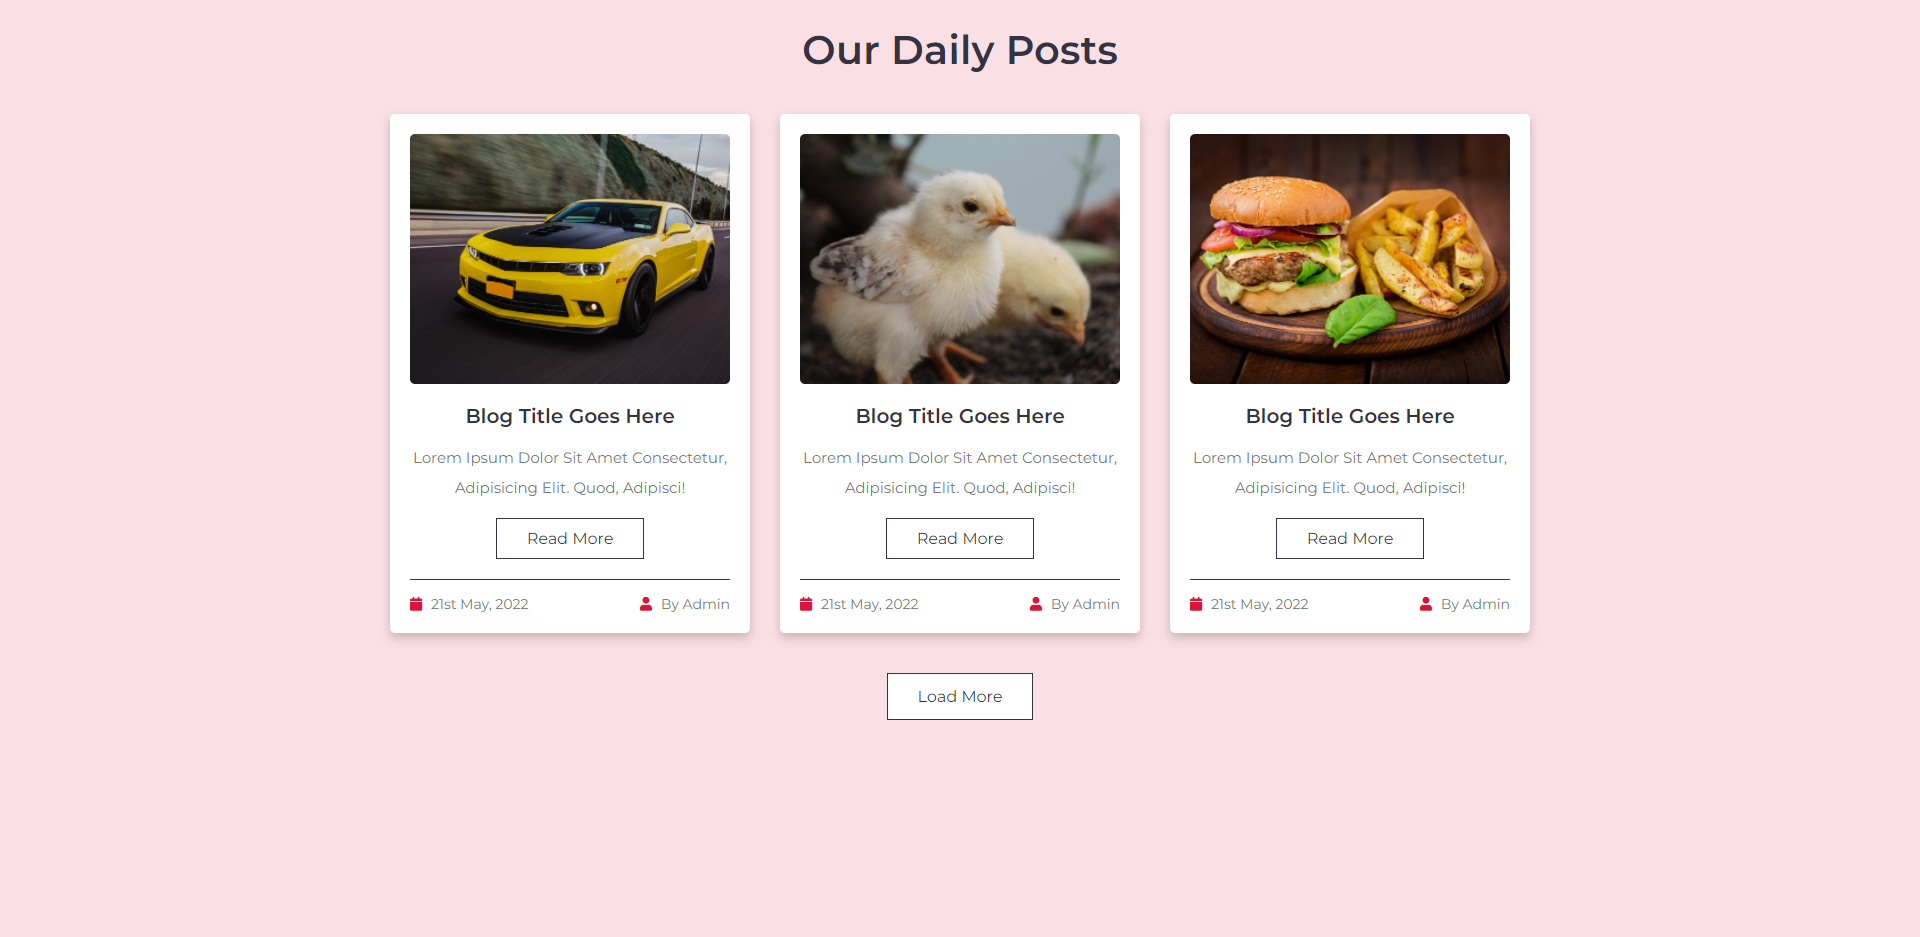 Our Daily Posts
Blog Title Goes Here
Lorem Ipsum Dolor Sit Amet Consectetur,
Adipisicing Elit. Quod, Adipisci!
Read More
21st May, 2022
By Admin
Blog Title Goes Here
Lorem Ipsum Dolor Sit Amet Consectetur,
Adipisicing Elit. Quod, Adipisci!
Read More
21st May, 2022
By Admin
Blog Title Goes Here
Lorem Ipsum Dolor Sit Amet Consectetur,
Adipisicing Elit. Quod, Adipisci!
Read More
21st May, 2022
By Admin
Load More